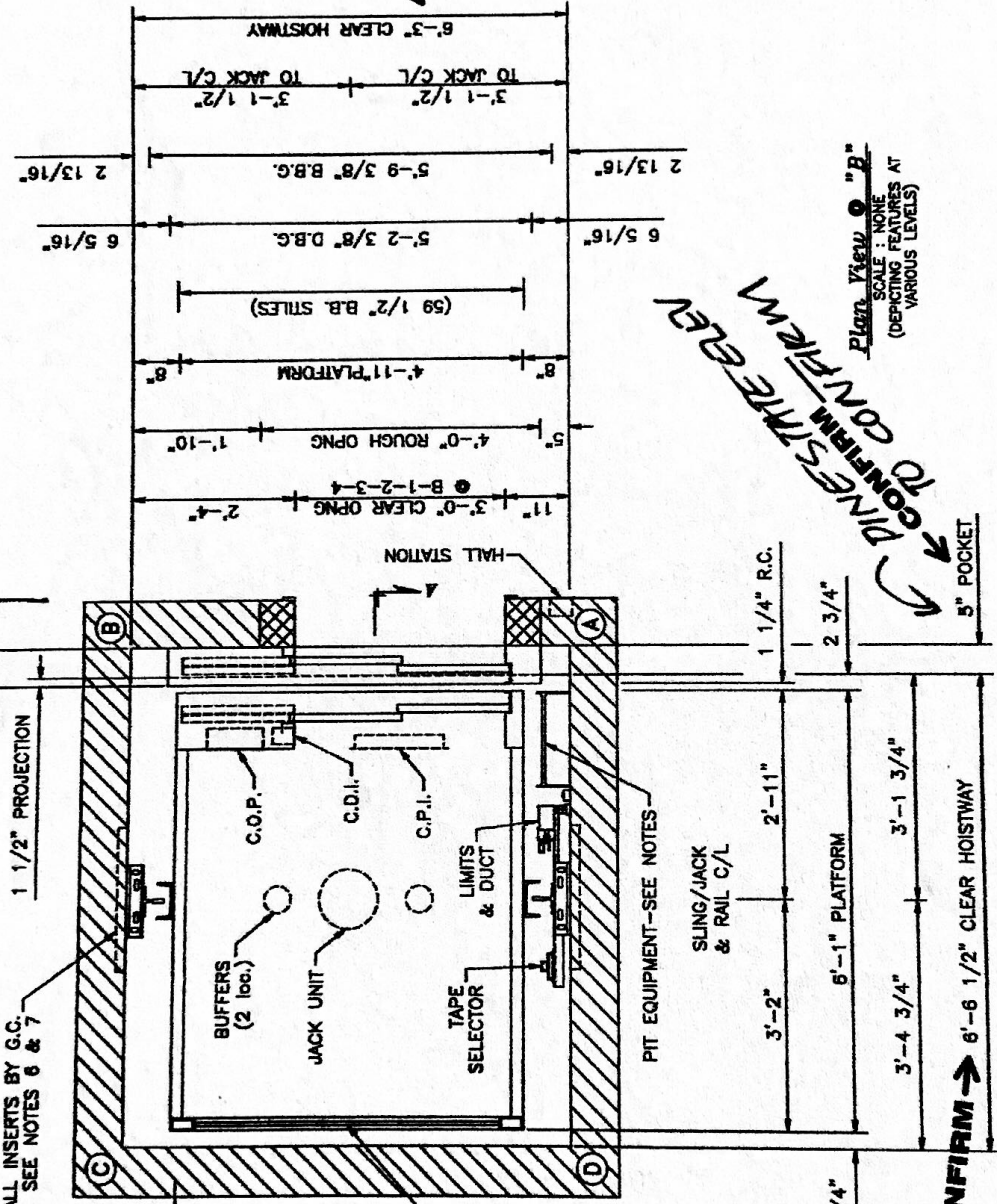 6'-3" CLEAR HOISTWAY
3'-1 1/2"
TO JACK C/L
3'-1 1/2"
TO JACK C/L
2 13/16"
5'-9 3/8" B.B.G.
2 13/16"
6 5/16"
5'-2 3/8" D.B.G.
6 5/16"
(59 1/2" B.B. STILES)
8"
4'-11" PLATFORM
8"
1'-10"
4'-0" ROUGH OPNG
5"
2'-4"
3'-0" CLEAR OPNG
@ B-1-2-3-4
11"
HALL STATION
A
Plan View @ "B"
SCALE : NONE
(DEPICTING FEATURES AT
VARIOUS LEVELS)
PINE STATE ELEV
CONFIRM
TO CONFIRM
5" POCKET
1 1/4" R.C.
2 3/4"
1 1/2" PROJECTION
ALL INSERTS BY G.C.
SEE NOTES 6 & 7
B
A
C
D
C.O.P.
C.D.I.
C.P.I.
BUFFERS
(2 loc.)
JACK UNIT
LIMITS
& DUCT
TAPE
SELECTOR
PIT EQUIPMENT-SEE NOTES
SLING/JACK
& RAIL C/L
3'-2"
2'-11"
6'-1" PLATFORM
3'-4 3/4"
3'-1 3/4"
NFIRM → 6'-6 1/2" CLEAR HOISTWAY
/4"